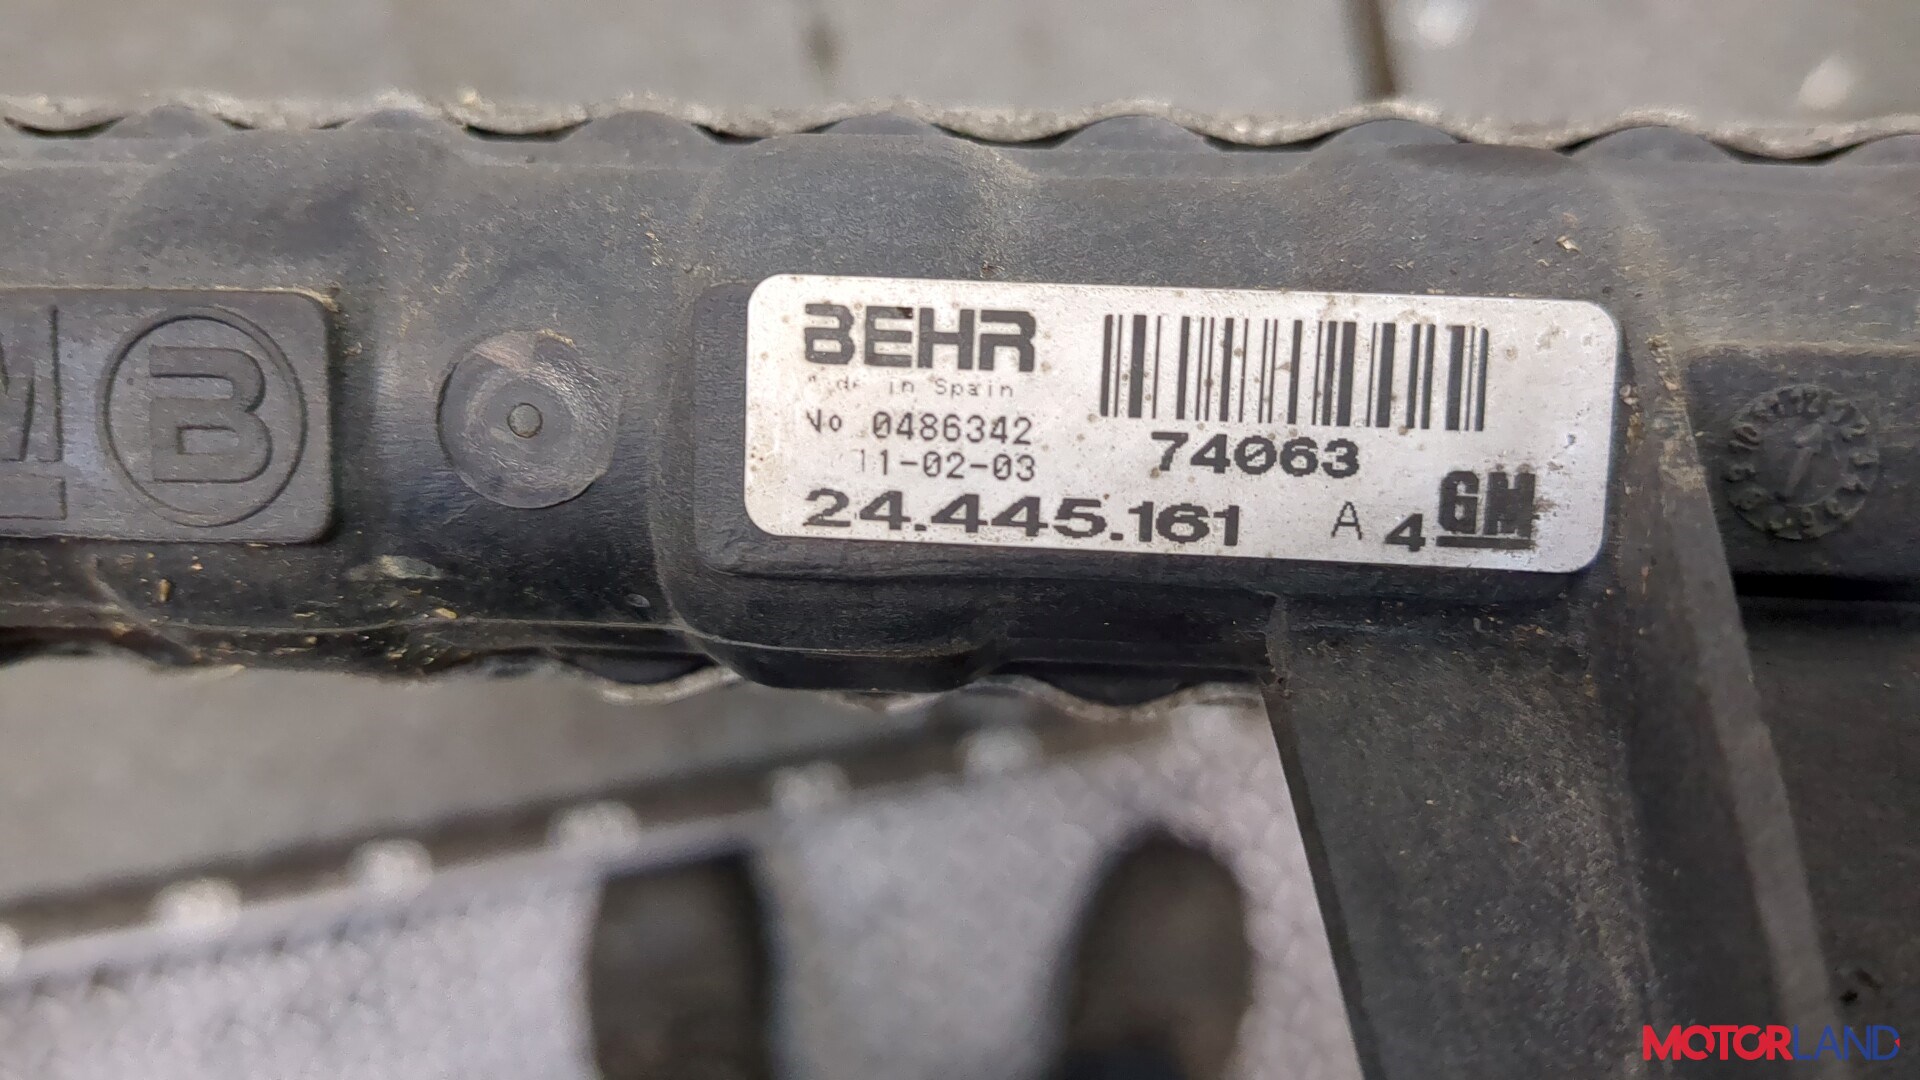 BEHR
Made in Spain
No 0486342
11-02-03
74063
24.445.161 A 4 GM
B
MOTORLAND